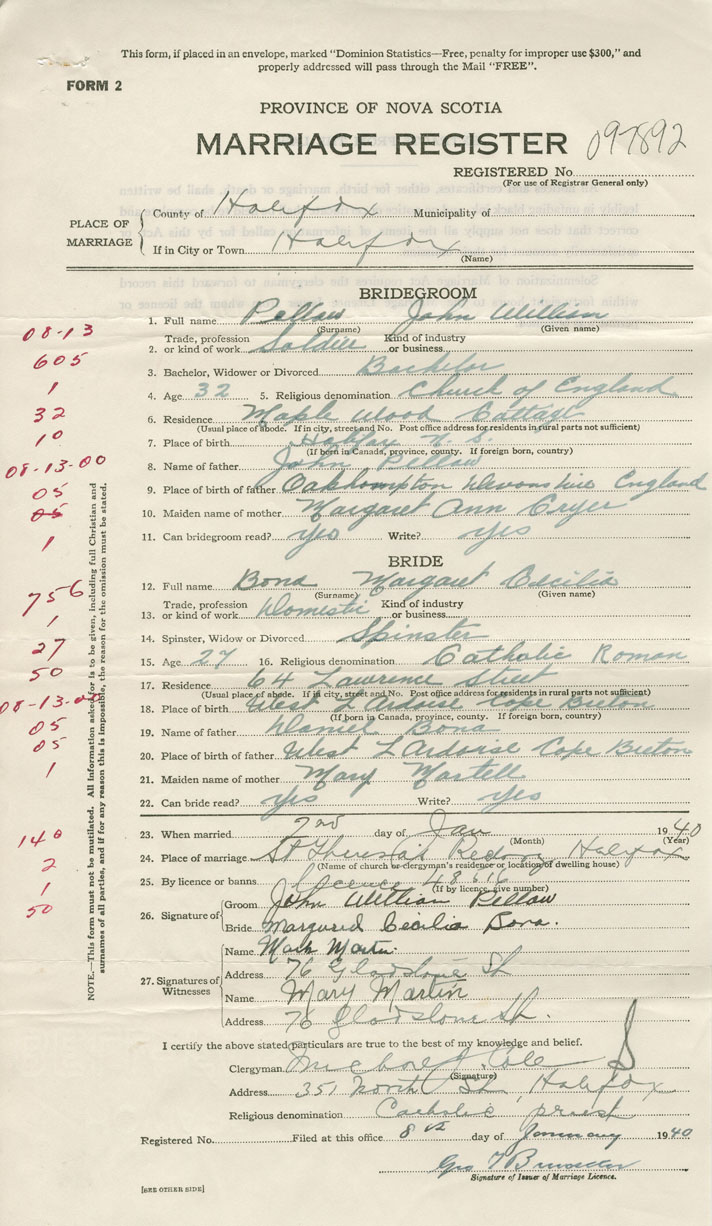 This form, if placed in an envelope, marked "Dominion Statistics—Free, penalty for improper use $300," and
properly addressed will pass through the Mail "FREE".
FORM 2
PROVINCE OF NOVA SCOTIA
MARRIAGE REGISTER 097892
REGISTERED No.
(For use of Registrar General only)
PLACE OF MARRIAGE
County of Halifax Municipality of
If in City or Town Halifax
(Name)
BRIDEGROOM
08-13
1. Full name Pellow John William
(Surname) (Given name)
605
2. Trade, profession or kind of work Soldier Kind of industry or business
1
3. Bachelor, Widower or Divorced Bachelor
32
4. Age 32 5. Religious denomination Church of England
10
6. Residence Maple Wood Cottage
(Usual place of abode. If in city, street and No. Post office address for residents in rural parts not sufficient)
7. Place of birth Halifax N. S.
(If born in Canada, province, county. If foreign born, country)
08-13-00
8. Name of father John Pellow
05
9. Place of birth of father Oakhompton Devonshire England
05
10. Maiden name of mother Margaret Ann Cryer
1
11. Can bridegroom read? yes Write? yes
BRIDE
756
12. Full name Bona Margaret Cecilia
(Surname) (Given name)
1
13. Trade, profession or kind of work Domestic Kind of industry or business
27
14. Spinster, Widow or Divorced Spinster
50
15. Age 27 16. Religious denomination Catholic Roman
17. Residence 64 Lawrence Street
(Usual place of abode. If in city, street and No. Post office address for residents in rural parts not sufficient)
08-13-0
18. Place of birth West L Ardoise Cape Breton
(If born in Canada, province, county. If foreign born, country)
05
19. Name of father Daniel Bona
05
20. Place of birth of father West L Ardoise Cape Breton
1
21. Maiden name of mother Mary Martell
22. Can bride read? yes Write? yes
140
23. When married 2nd day of Jan 1940
(Month) (Year)
2
24. Place of marriage St Theresa's Halifax
(Name of church or clergyman's residence or location of dwelling house)
1
25. By licence or banns Licence 48616
(If by licence, give number)
50
26. Signature of
Groom John William Pellow
Bride Margured Cecilia Bona.
27. Signatures of Witnesses
Name Mark Martin
Address 76 Gladstone St
Name Mary Martin
Address 76 Gladstone St.
NOTE.—This form must not be mutilated. All information asked for is to be given, including full Christian and
surnames of all parties, and if for any reason this is impossible, the reason for the omission must be stated.
I certify the above stated particulars are true to the best of my knowledge and belief.
Clergyman Michael J. Cole
(Signature)
Address 351 North St, Halifax
Religious denomination Catholic priest
Registered No. Filed at this office 8th day of January 1940
Geo T Brewster
Signature of Issuer of Marriage Licence.
[SEE OTHER SIDE]